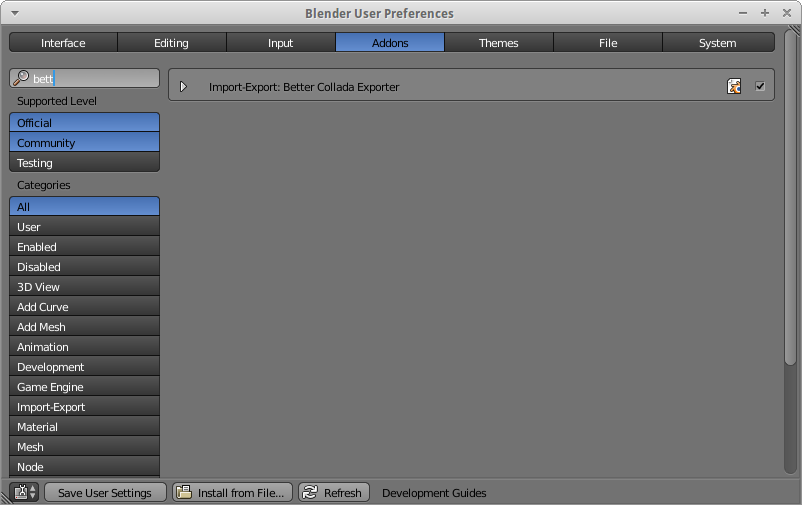 Blender User Preferences
Interface Editing Input Addons Themes File System
bett
Import-Export: Better Collada Exporter
Supported Level
Official
Community
Testing
Categories
All
User
Enabled
Disabled
3D View
Add Curve
Add Mesh
Animation
Development
Game Engine
Import-Export
Material
Mesh
Node
Save User Settings Install from File... Refresh Development Guides